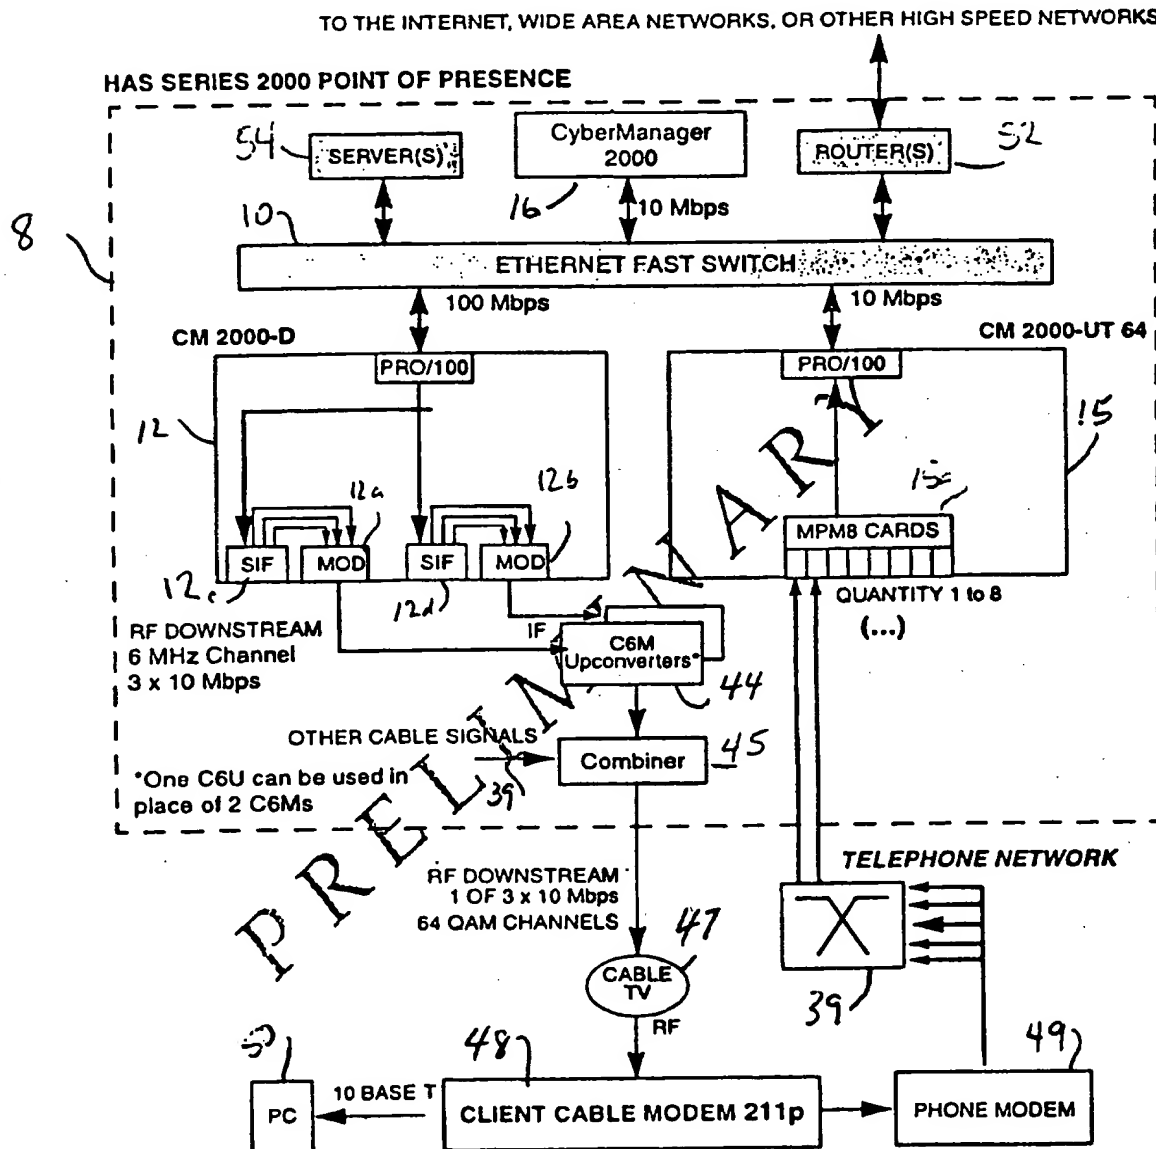 TO THE INTERNET, WIDE AREA NETWORKS, OR OTHER HIGH SPEED NETWORKS
HAS SERIES 2000 POINT OF PRESENCE
54
SERVER(S)
CyberManager
2000
ROUTER(S)
52
16
10 Mbps
8
10
ETHERNET FAST SWITCH
100 Mbps
10 Mbps
CM 2000-D
CM 2000-UT 64
PRO/100
PRO/100
12
15
12a
12b
15a
MPM8 CARDS
SIF
MOD
SIF
MOD
12c
12d
QUANTITY 1 to 8
(...)
RF DOWNSTREAM
6 MHz Channel
3 x 10 Mbps
IF
C6M
Upconverters*
44
OTHER CABLE SIGNALS
39
Combiner
45
*One C6U can be used in
place of 2 C6Ms
PRELIMINARY
TELEPHONE NETWORK
RF DOWNSTREAM
1 OF 3 x 10 Mbps
64 QAM CHANNELS
47
CABLE
TV
RF
39
50
48
49
PC
10 BASE T
CLIENT CABLE MODEM 211p
PHONE MODEM